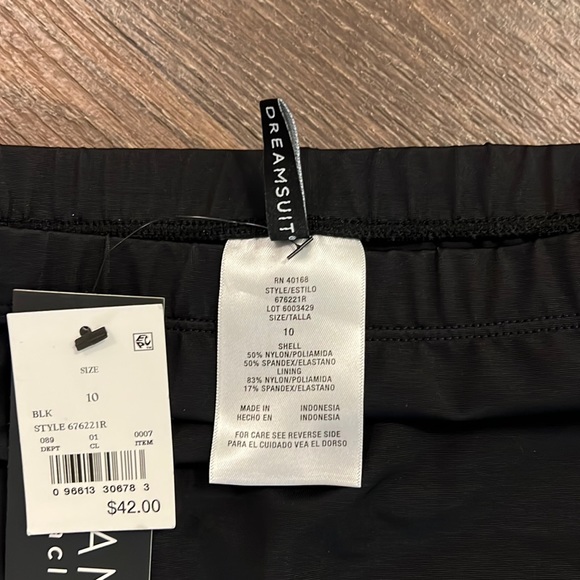 DREAMSUIT®
RN 40168
STYLE/ESTILO
676221R
LOT 6003429
SIZE/TALLA
10
SHELL
50% NYLON/POLIAMIDA
50% SPANDEX/ELASTANO
LINING
83% NYLON/POLIAMIDA
17% SPANDEX/ELASTANO
MADE IN INDONESIA
HECHO EN INDONESIA
FOR CARE SEE REVERSE SIDE
PARA EL CUIDADO VEA EL DORSO
SIZE
10
BLK
STYLE 676221R
089 01 0007
DEPT CL ITEM
0 96613 30678 3
$42.00